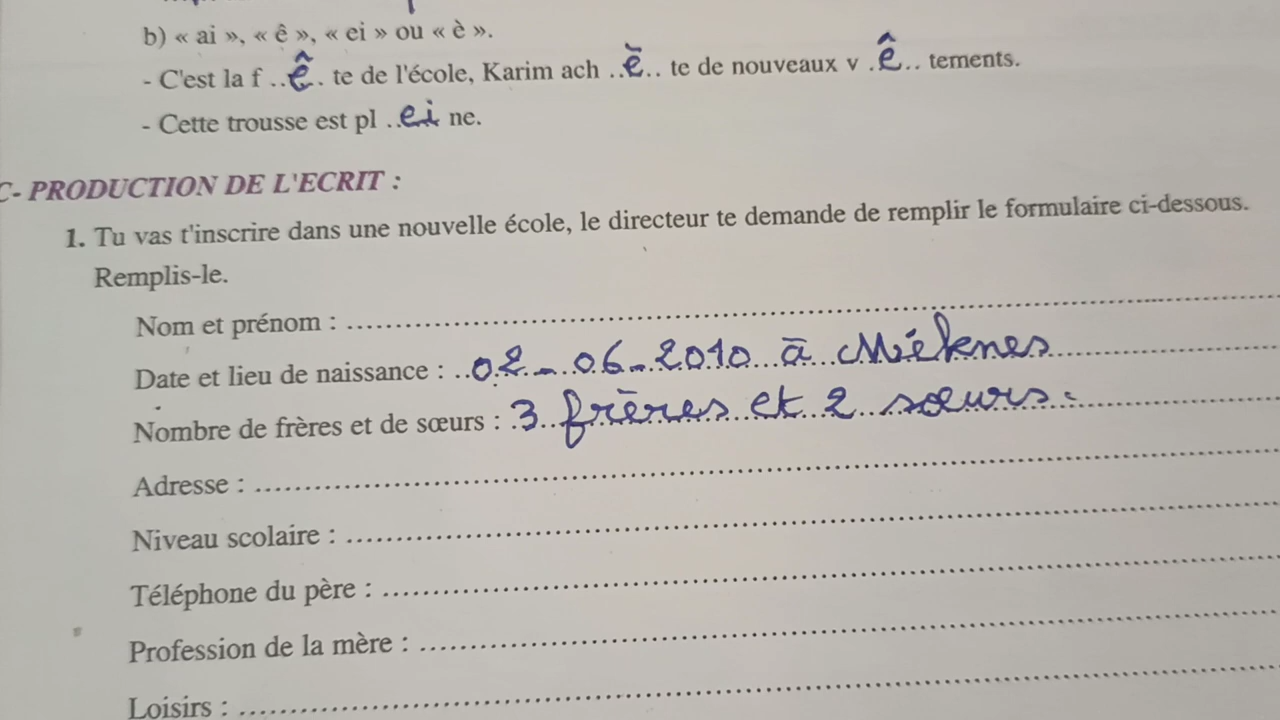 b) « ai », « ê », « ei » ou « è ».
- C'est la f ..ê.. te de l'école, Karim ach ..è.. te de nouveaux v .ê.. tements.
- Cette trousse est pl ..ei ne.
C- PRODUCTION DE L'ECRIT :
1. Tu vas t'inscrire dans une nouvelle école, le directeur te demande de remplir le formulaire ci-dessous.
Remplis-le.
Nom et prénom :
Date et lieu de naissance : 02-06-2010 à Méknes
Nombre de frères et de sœurs : 3 frères et 2 sœurs.
Adresse :
Niveau scolaire :
Téléphone du père :
Profession de la mère :
Loisirs :